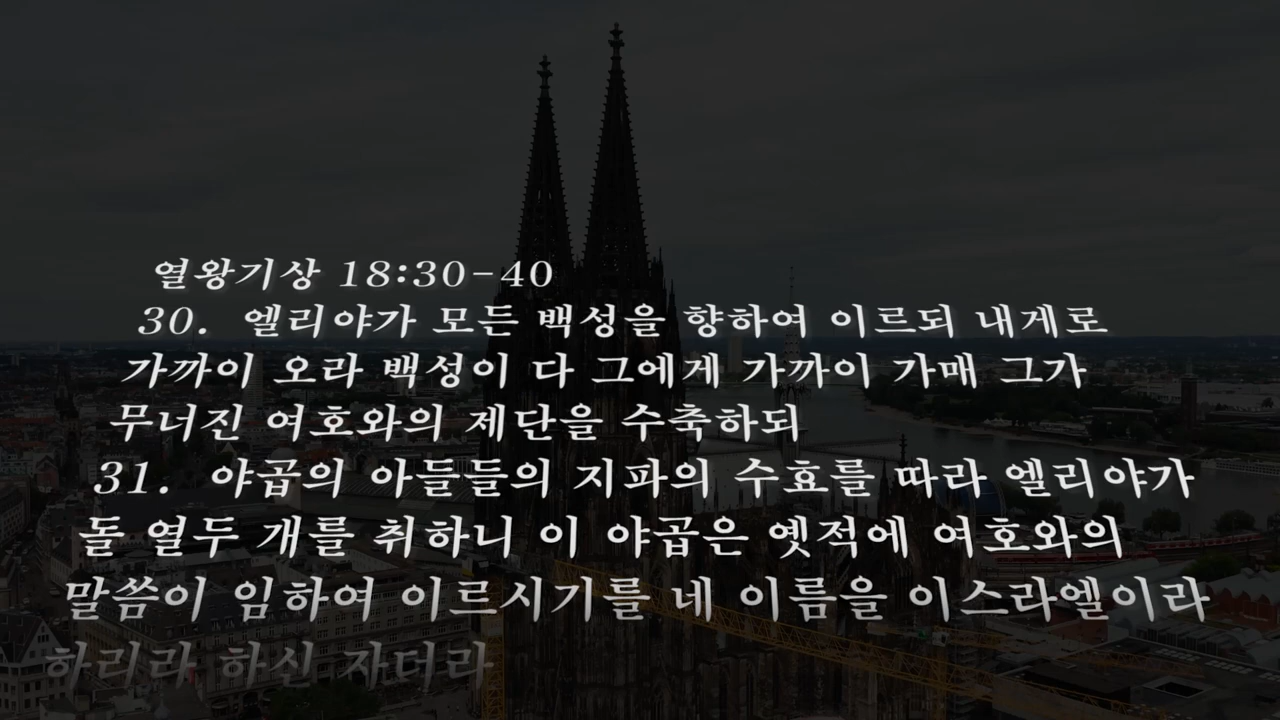 열왕기상 18:30-40
30. 엘리야가 모든 백성을 향하여 이르되 내게로
가까이 오라 백성이 다 그에게 가까이 가매 그가
무너진 여호와의 제단을 수축하되
31. 야곱의 아들들의 지파의 수효를 따라 엘리야가
돌 열두 개를 취하니 이 야곱은 옛적에 여호와의
말씀이 임하여 이르시기를 네 이름을 이스라엘이라
하리라 하신 자더라